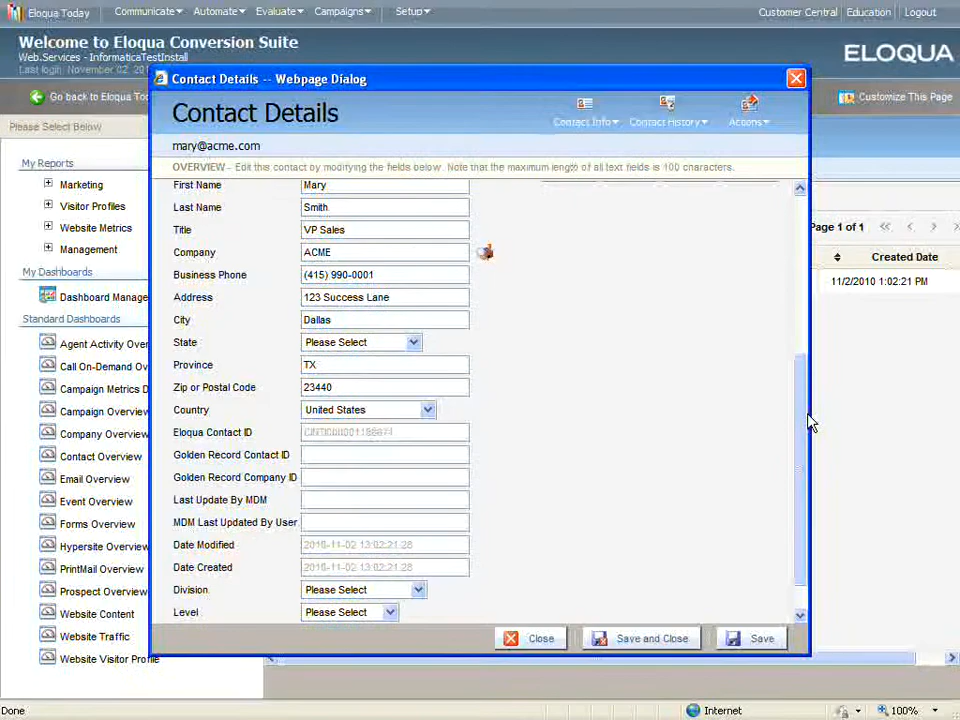 Eloqua Today Communicate Automate Evaluate Campaigns Setup Customer Central Education Logout
Welcome to Eloqua Conversion Suite
Web.Services - InformaticaTestInstall
Last login: November 02,
ELOQUA
Go back to Eloqua To
Customize This Page
Please Select Below
My Reports
Marketing
Visitor Profiles
Website Metrics
Management
My Dashboards
Dashboard Manage
Standard Dashboards
Agent Activity Over
Call On-Demand Ov
Campaign Metrics D
Campaign Overview
Company Overview
Contact Overview
Email Overview
Event Overview
Forms Overview
Hypersite Overview
PrintMail Overview
Prospect Overview
Website Content
Website Traffic
Website Visitor Profile
Contact Details -- Webpage Dialog
Contact Details
Contact Info Contact History Actions
mary@acme.com
OVERVIEW - Edit this contact by modifying the fields below. Note that the maximum length of all text fields is 100 characters.
First Name Mary
Last Name Smith
Title VP Sales
Company ACME
Business Phone (415) 990-0001
Address 123 Success Lane
City Dallas
State Please Select
Province TX
Zip or Postal Code 23440
Country United States
Eloqua Contact ID
Golden Record Contact ID
Golden Record Company ID
Last Update By MDM
MDM Last Updated By User
Date Modified 2010-11-02 13:02:21.28
Date Created 2010-11-02 13:02:21.28
Division Please Select
Level Please Select
Close Save and Close Save
Page 1 of 1
Created Date
11/2/2010 1:02:21 PM
Done Internet 100%